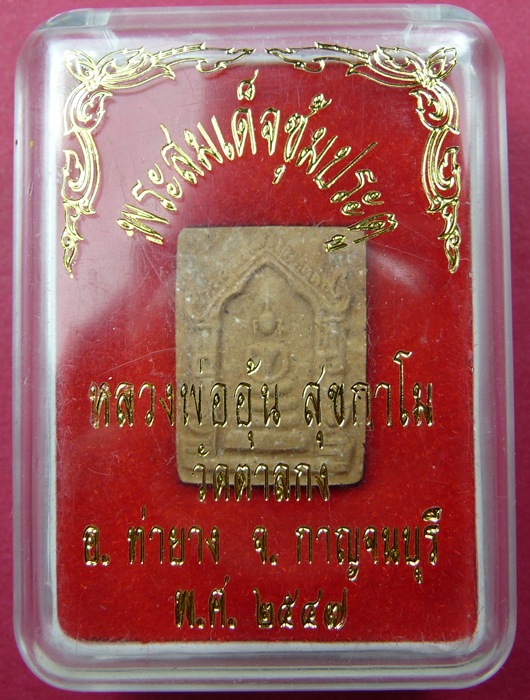 พระสมเด็จซุ้มประตู
หลวงพ่ออุ้น สุขกาโม
วัดตาลกง
อ. ท่ายาง จ. กาญจนบุรี
พ.ศ. ๒๕๔๗